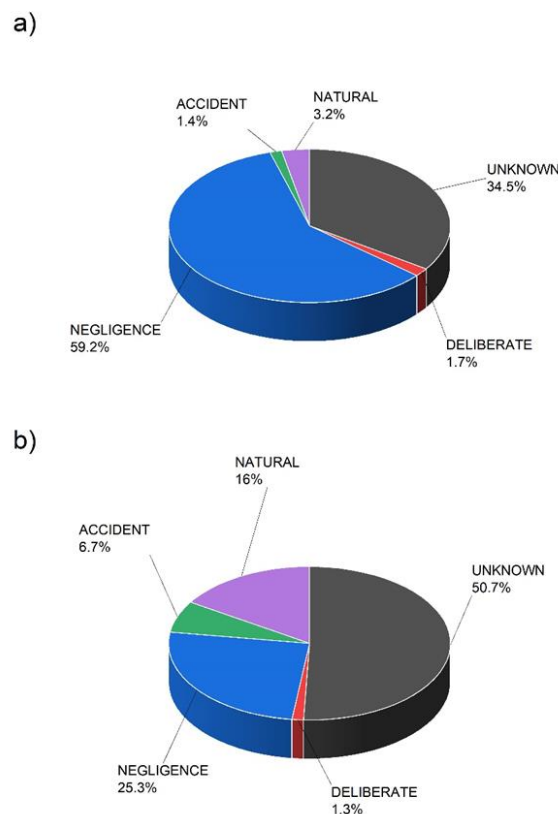 a)
ACCIDENT
1.4%
NATURAL
3.2%
UNKNOWN
34.5%
NEGLIGENCE
59.2%
DELIBERATE
1.7%
b)
NATURAL
16%
ACCIDENT
6.7%
UNKNOWN
50.7%
NEGLIGENCE
25.3%
DELIBERATE
1.3%